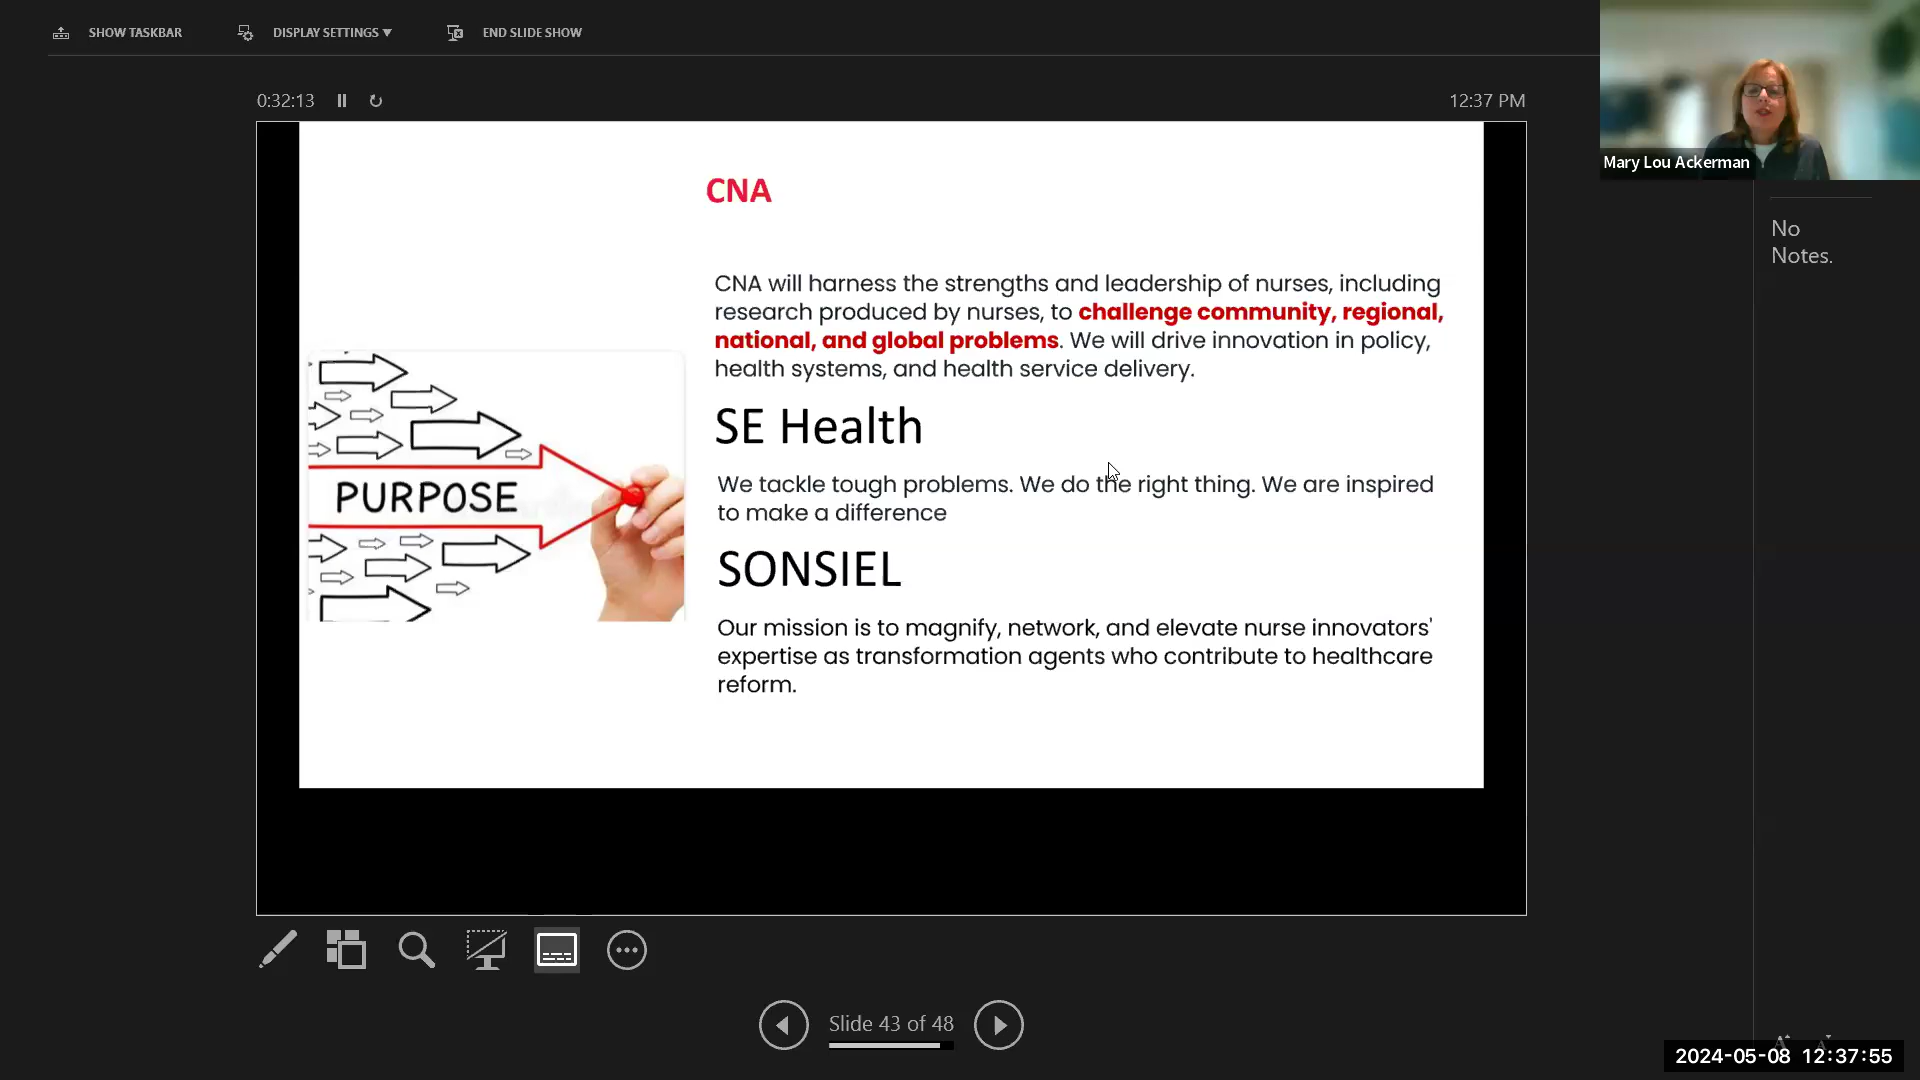 SHOW TASKBAR
DISPLAY SETTINGS ▼
END SLIDE SHOW
0:32:13
12:37 PM
Mary Lou Ackerman
No
Notes.
CNA
CNA will harness the strengths and leadership of nurses, including
research produced by nurses, to challenge community, regional,
national, and global problems. We will drive innovation in policy,
health systems, and health service delivery.
SE Health
We tackle tough problems. We do the right thing. We are inspired
to make a difference
PURPOSE
SONSIEL
Our mission is to magnify, network, and elevate nurse innovators'
expertise as transformation agents who contribute to healthcare
reform.
Slide 43 of 48
2024-05-08 12:37:55